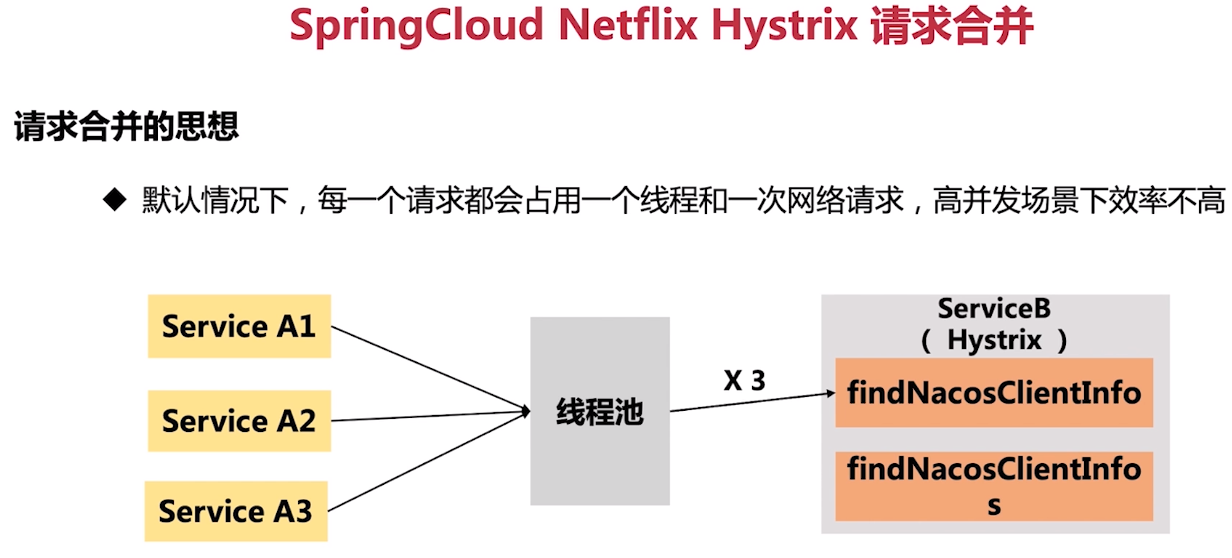 SpringCloud Netflix Hystrix 请求合并
请求合并的思想
◆ 默认情况下，每一个请求都会占用一个线程和一次网络请求，高并发场景下效率不高
Service A1
Service A2
Service A3
线程池
X 3
ServiceB
( Hystrix )
findNacosClientInfo
findNacosClientInfo
s